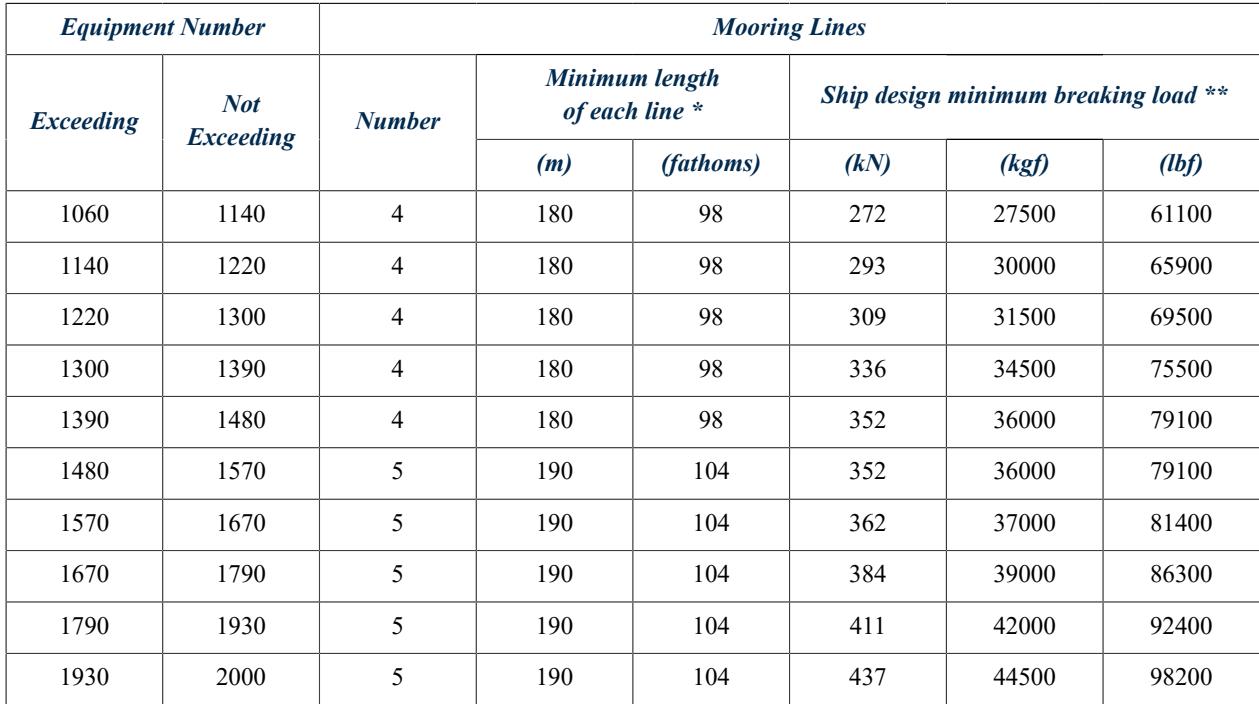 Equipment Number Mooring Lines
Exceeding Not Exceeding Number Minimum length of each line * Ship design minimum breaking load **
(m) (fathoms) (kN) (kgf) (lbf)
1060 1140 4 180 98 272 27500 61100
1140 1220 4 180 98 293 30000 65900
1220 1300 4 180 98 309 31500 69500
1300 1390 4 180 98 336 34500 75500
1390 1480 4 180 98 352 36000 79100
1480 1570 5 190 104 352 36000 79100
1570 1670 5 190 104 362 37000 81400
1670 1790 5 190 104 384 39000 86300
1790 1930 5 190 104 411 42000 92400
1930 2000 5 190 104 437 44500 98200